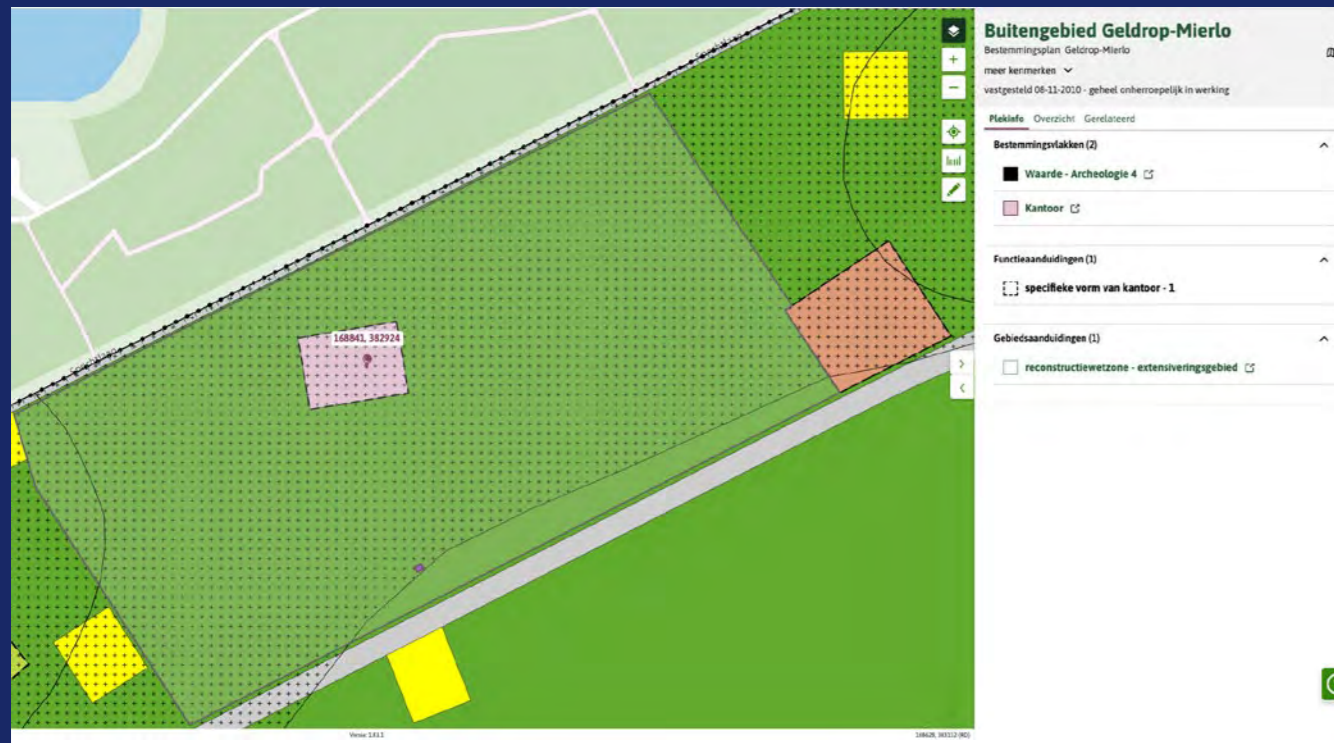 Buitengebied Geldrop-Mierlo
Bestemmingsplan Geldrop-Mierlo
meer kenmerken
vastgesteld 08-11-2010 - geheel onherroepelijk in werking
Plekinfo Overzicht Gerelateerd
Bestemmingsvlakken (2)
Waarde - Archeologie 4
Kantoor
Functieaanduidingen (1)
specifieke vorm van kantoor - 1
Gebiedsaanduidingen (1)
reconstructiewetzone - extensiveringsgebied
168841, 382924